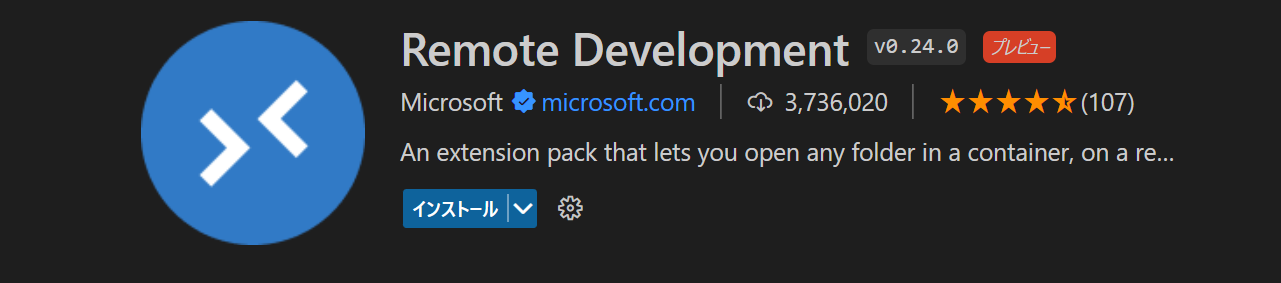 Remote Development v0.24.0 プレビュー
Microsoft microsoft.com 3,736,020 (107)
An extension pack that lets you open any folder in a container, on a re...
インストール